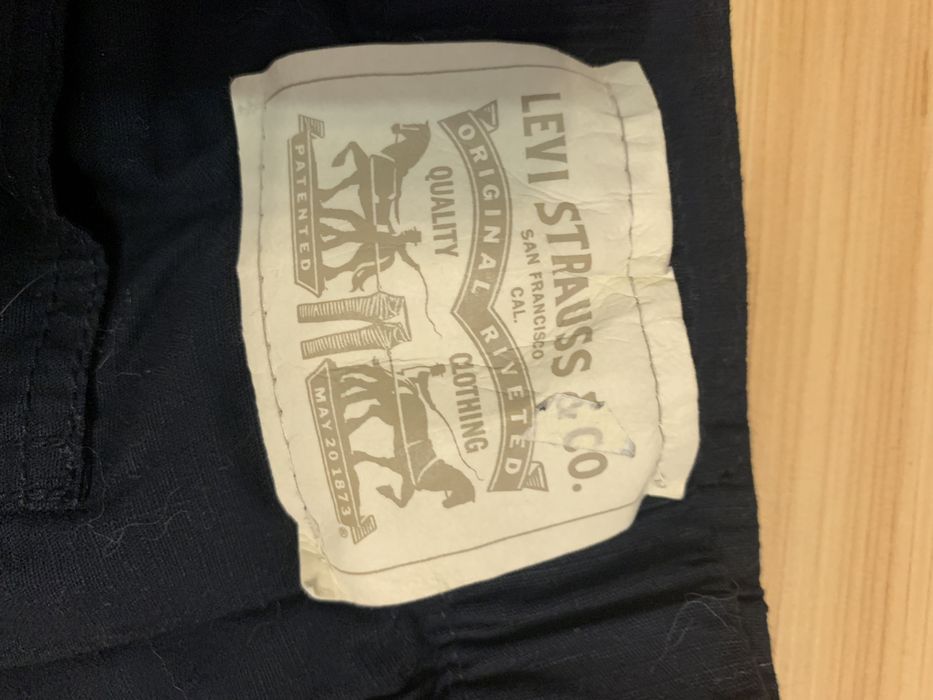 LEVI STRAUSS & CO.
SAN FRANCISCO
CAL.
ORIGINAL RIVETED
QUALITY CLOTHING
PATENTED
MAY 20 1873
®